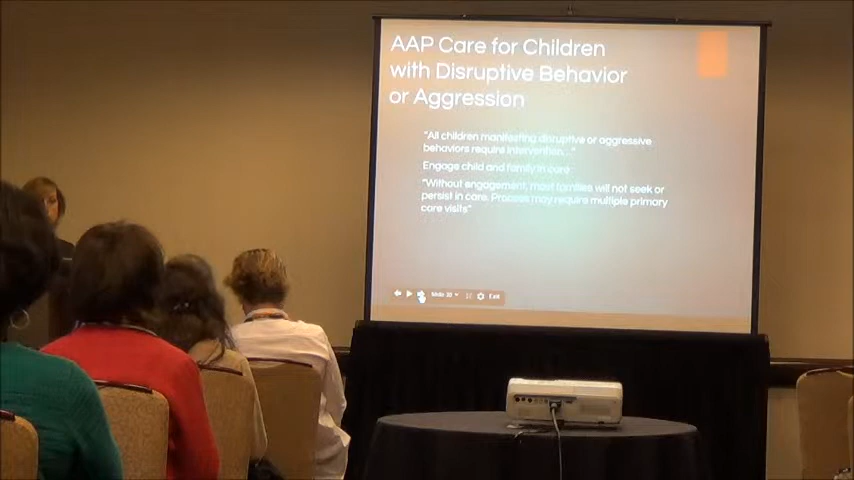 AAP Care for Children
with Disruptive Behavior
or Aggression
"All children manifesting disruptive or aggressive
behaviors require intervention..."
Engage child and family in care
"Without engagement, most families will not seek or
persist in care. Process may require multiple primary
care visits"
Slide 20
Exit